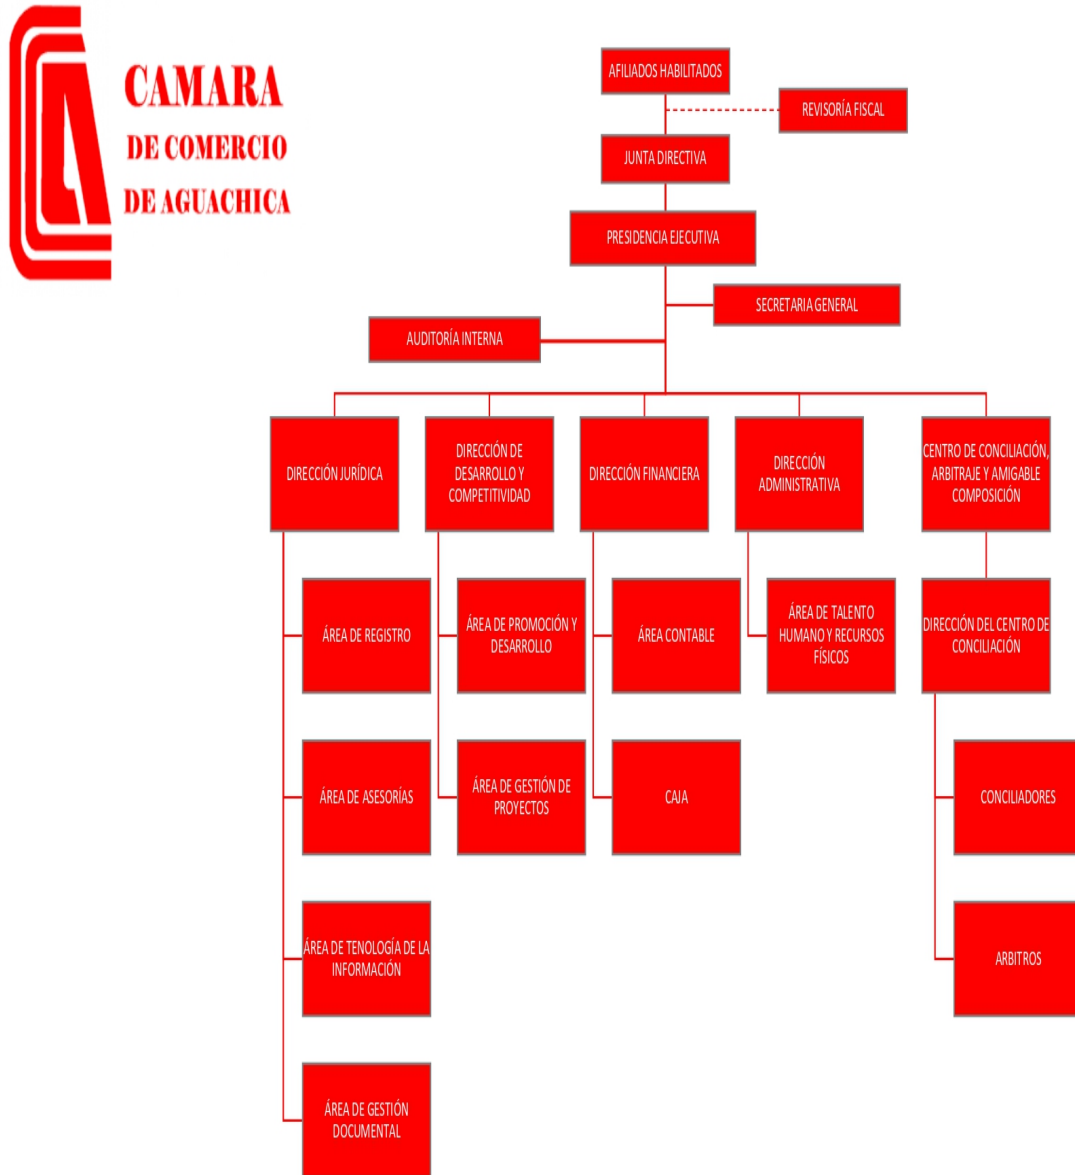 CAMARA
DE COMERCIO
DE AGUACHICA
AFILIADOS HABILITADOS
REVISORÍA FISCAL
JUNTA DIRECTIVA
PRESIDENCIA EJECUTIVA
SECRETARIA GENERAL
AUDITORÍA INTERNA
DIRECCIÓN JURÍDICA
DIRECCIÓN DE
DESARROLLO Y
COMPETITIVIDAD
DIRECCIÓN FINANCIERA
DIRECCIÓN
ADMINISTRATIVA
CENTRO DE CONCILIACIÓN,
ARBITRAJE Y AMIGABLE
COMPOSICIÓN
ÁREA DE REGISTRO
ÁREA DE PROMOCIÓN Y
DESARROLLO
ÁREA CONTABLE
ÁREA DE TALENTO
HUMANO Y RECURSOS
FÍSICOS
DIRECCIÓN DEL CENTRO DE
CONCILIACIÓN
ÁREA DE ASESORÍAS
ÁREA DE GESTIÓN DE
PROYECTOS
CAJA
CONCILIADORES
ÁREA DE TENOLOGÍA DE LA
INFORMACIÓN
ARBITROS
ÁREA DE GESTIÓN
DOCUMENTAL